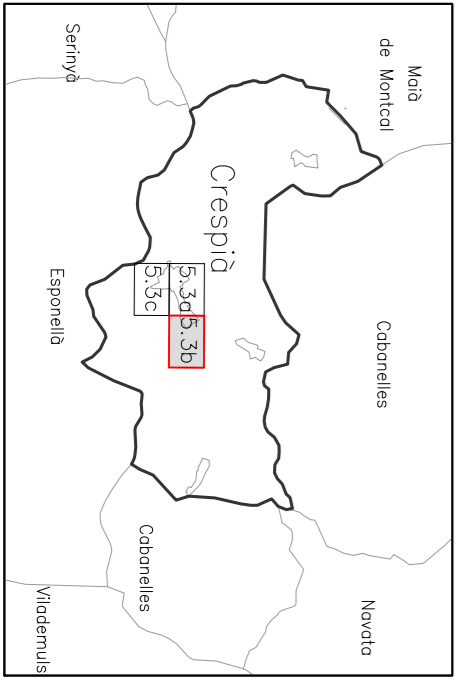 Serinyà
Maià
de Montcal
Crespià
5.3a
5.3b
5.3c
Esponellà
Cabanelles
Cabanelles
Navata
Vilademuls